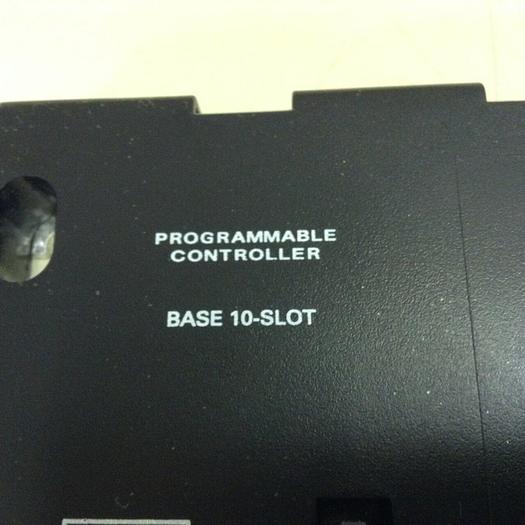 PROGRAMMABLE
CONTROLLER
BASE 10-SLOT